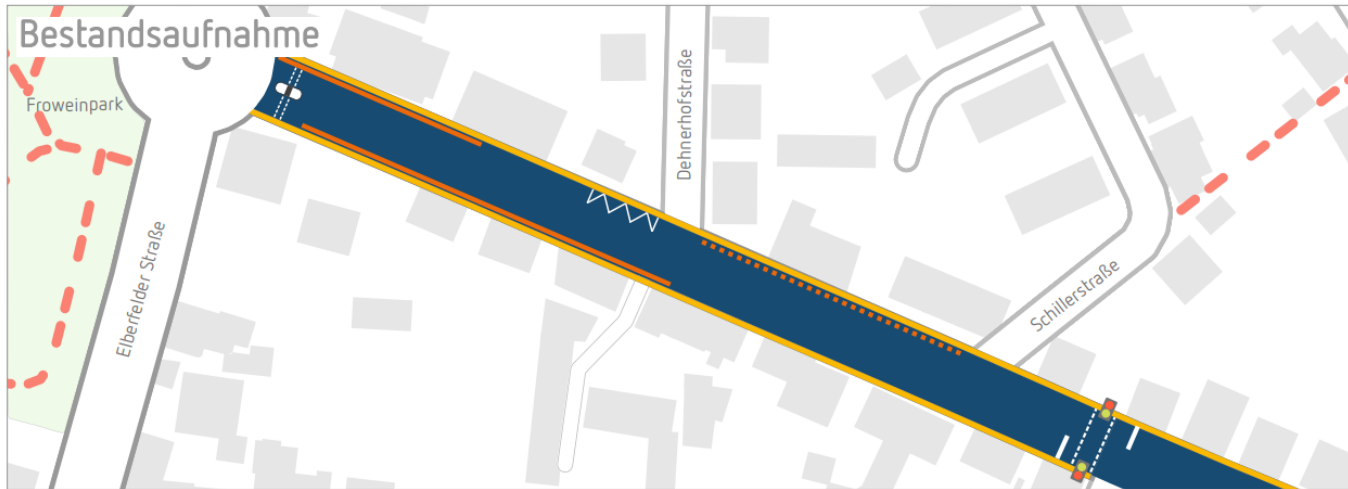 Bestandsaufnahme
Froweinpark
Dehnerhofstraße
Elberfelder Straße
Schillerstraße